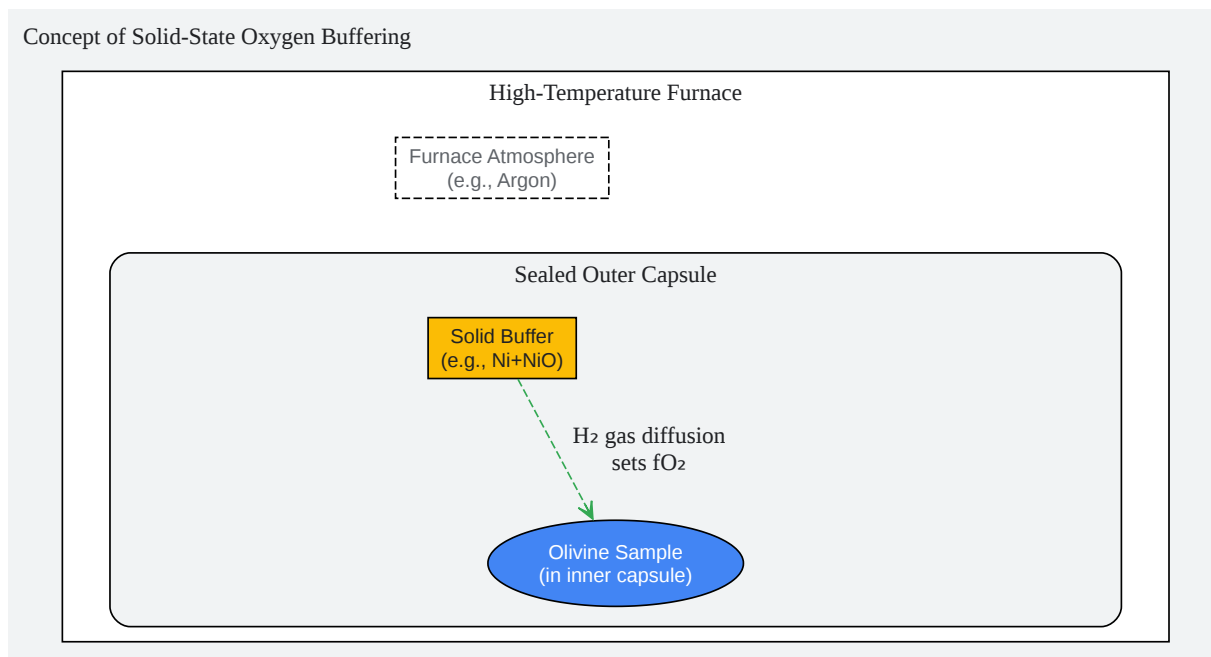 Concept of Solid-State Oxygen Buffering
High-Temperature Furnace
Furnace Atmosphere
(e.g., Argon)
Sealed Outer Capsule
Solid Buffer
(e.g., Ni+NiO)
H₂ gas diffusion
sets fO₂
Olivine Sample
(in inner capsule)